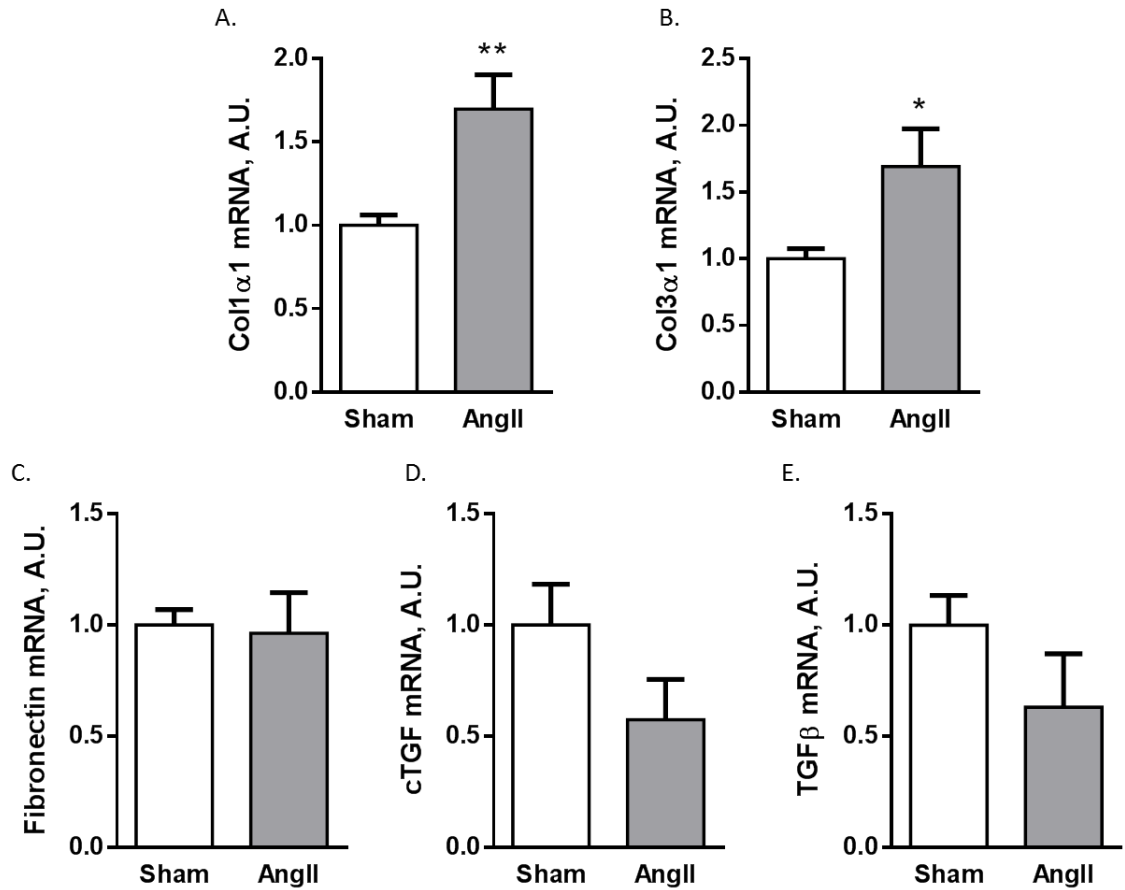 A.
Col1α1 mRNA, A.U.
2.0
1.5
1.0
0.5
0.0
**
Sham
AngII
B.
Col3α1 mRNA, A.U.
2.5
2.0
1.5
1.0
0.5
0.0
*
Sham
AngII
C.
Fibronectin mRNA, A.U.
1.5
1.0
0.5
0.0
Sham
AngII
D.
cTGF mRNA, A.U.
1.5
1.0
0.5
0.0
Sham
AngII
E.
TGFβ mRNA, A.U.
1.5
1.0
0.5
0.0
Sham
AngII